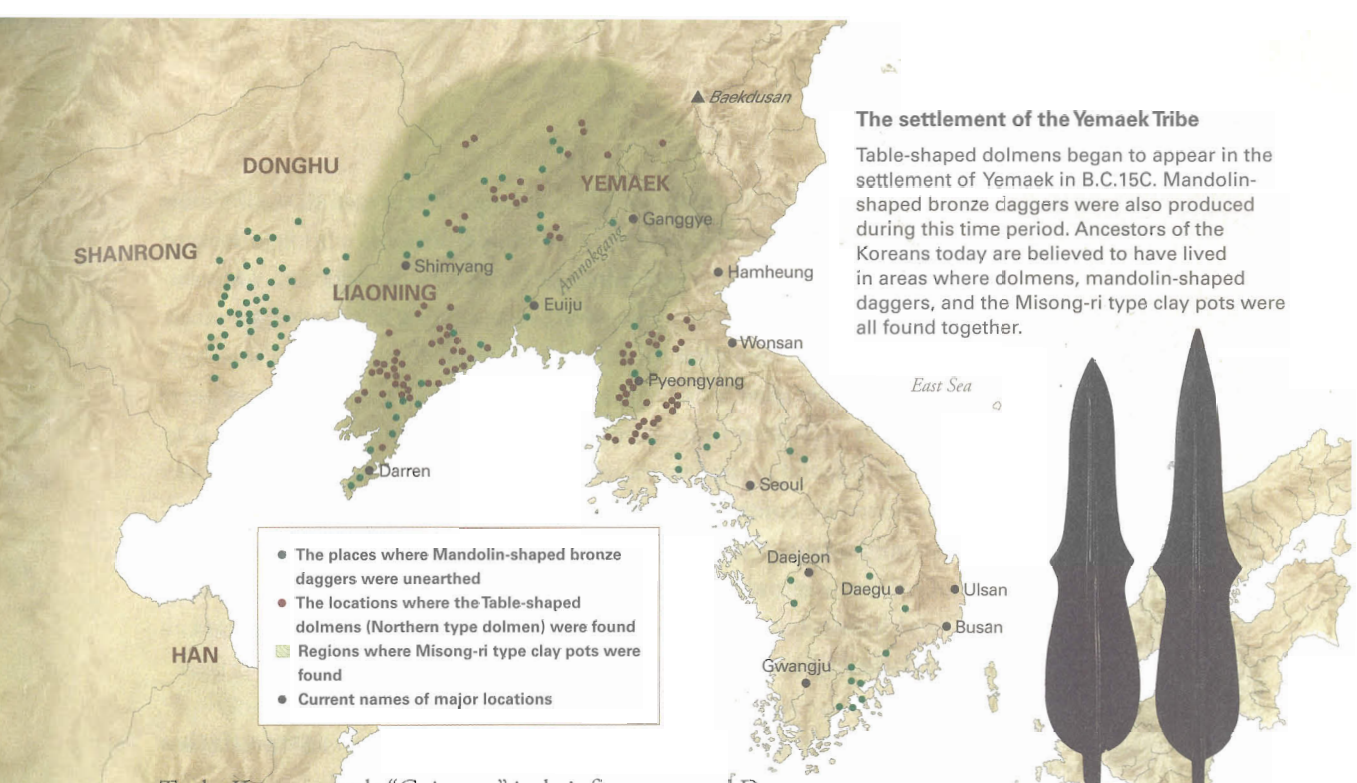 Baekdusan
The settlement of the Yemaek Tribe
Table-shaped dolmens began to appear in the
settlement of Yemaek in B.C.15C. Mandolin-
shaped bronze daggers were also produced
during this time period. Ancestors of the
Koreans today are believed to have lived
in areas where dolmens, mandolin-shaped
daggers, and the Misong-ri type clay pots were
all found together.
DONGHU
YEMAEK
Ganggye
SHANRONG
Amnokgang
Shimyang
Hamheung
LIAONING
Euiju
Wonsan
Pyeongyang
East Sea
Darren
Seoul
The places where Mandolin-shaped bronze
daggers were unearthed
The locations where the Table-shaped
dolmens (Northern type dolmen) were found
Regions where Misong-ri type clay pots were
found
Current names of major locations
Daejeon
Daegu
Ulsan
Busan
HAN
Gwangju